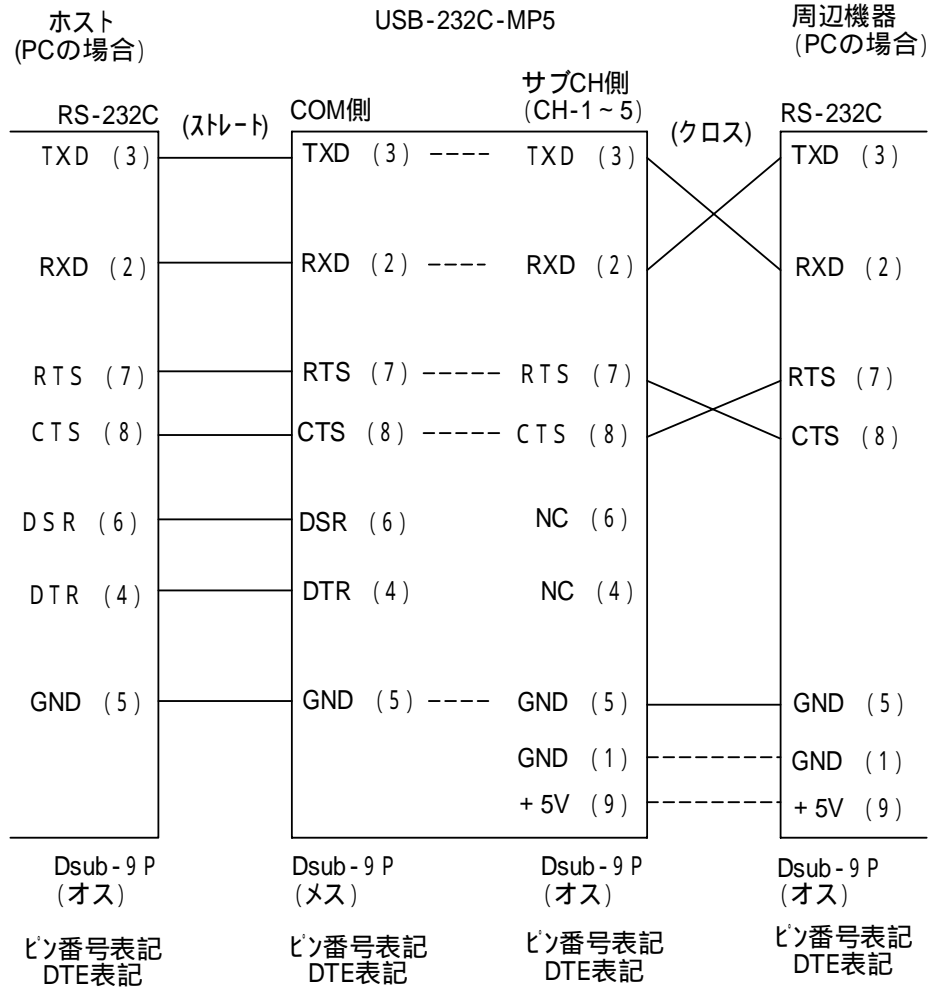 ホスト
(PCの場合)
USB-232C-MP5
周辺機器
(PCの場合)
RS-232C
(ストレート)
COM側
サブCH側
(CH-1~5)
(クロス)
RS-232C
TXD (3)
TXD (3)
TXD (3)
TXD (3)
RXD (2)
RXD (2)
RXD (2)
RXD (2)
RTS (7)
RTS (7)
RTS (7)
RTS (7)
CTS (8)
CTS (8)
CTS (8)
CTS (8)
DSR (6)
DSR (6)
NC (6)
DTR (4)
DTR (4)
NC (4)
GND (5)
GND (5)
GND (5)
GND (5)
GND (1)
GND (1)
+5V (9)
+5V (9)
Dsub-9P
(オス)
Dsub-9P
(メス)
Dsub-9P
(オス)
Dsub-9P
(オス)
ピン番号表記
DTE表記
ピン番号表記
DTE表記
ピン番号表記
DTE表記
ピン番号表記
DTE表記